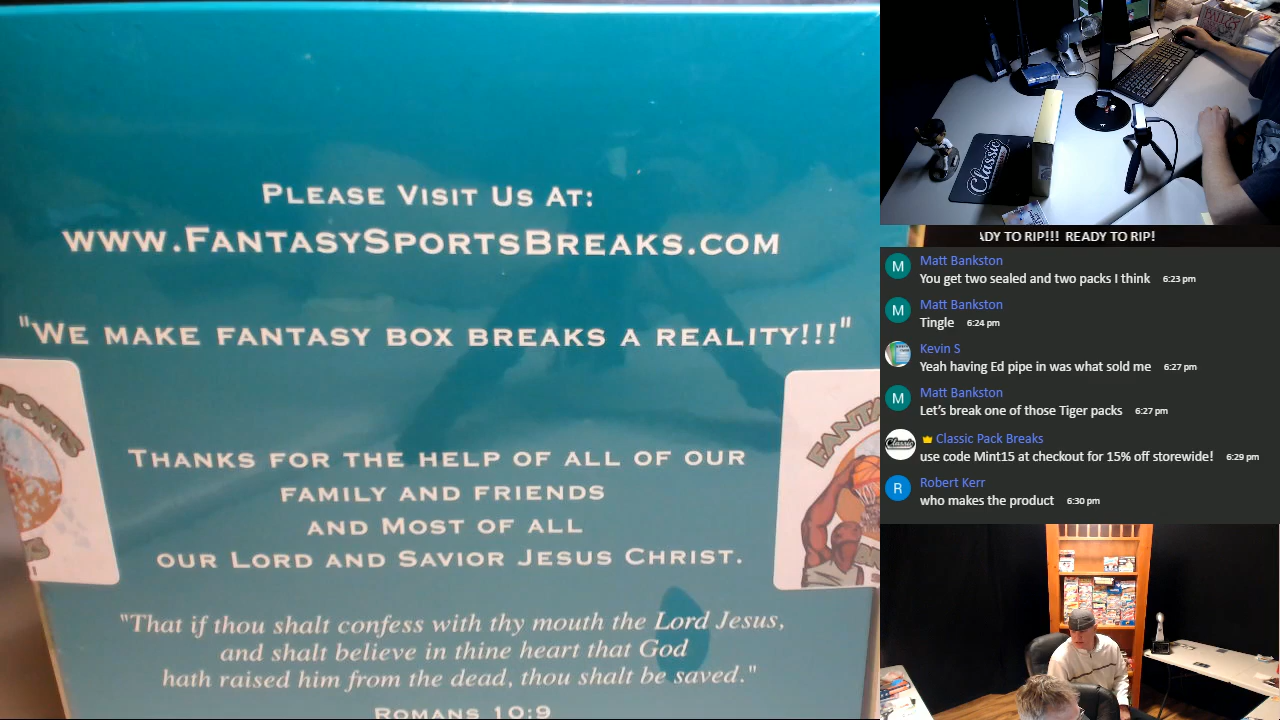 PLEASE VISIT US AT:
WWW.FANTASYSPORTSBREAKS.COM
"WE MAKE FANTASY BOX BREAKS A REALITY!!!"
THANKS FOR THE HELP OF ALL OF OUR
FAMILY AND FRIENDS
AND MOST OF ALL
OUR LORD AND SAVIOR JESUS CHRIST.
"That if thou shalt confess with thy mouth the Lord Jesus,
and shalt believe in thine heart that God
hath raised him from the dead, thou shalt be saved."
ROMANS 10:9
SPORTS
FANTA
Classic
TO RIP!!! READY TO RIP!
M
Matt Bankston
You get two sealed and two packs I think 6:23 pm
M
Matt Bankston
Tingle 6:24 pm
Kevin S
Yeah having Ed pipe in was what sold me 6:27 pm
M
Matt Bankston
Let's break one of those Tiger packs 6:27 pm
Classic
Classic Pack Breaks
use code Mint15 at checkout for 15% off storewide! 6:29 pm
R
Robert Kerr
who makes the product 6:30 pm